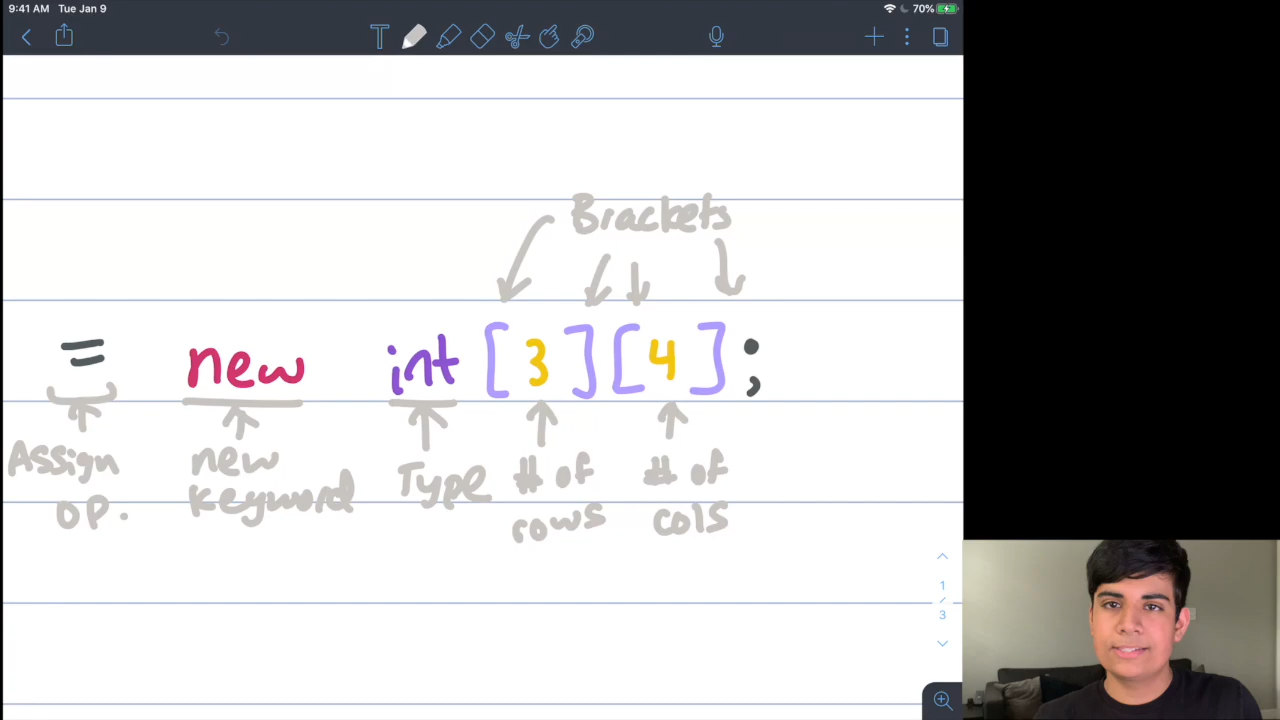 9:41 AM Tue Jan 9
70%
T
Brackets
= new int [3][4];
Assign op.
new keyword
Type
# of rows
# of cols
1
/
3